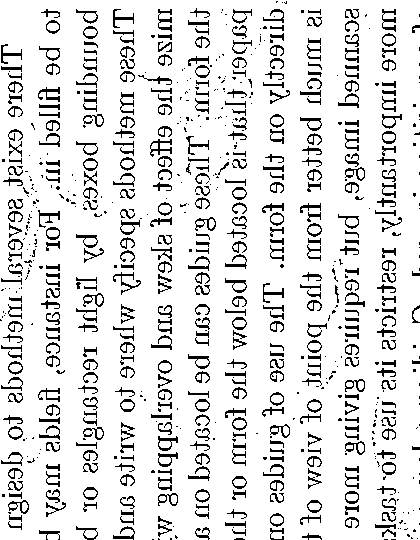 There exist several methods to design
to be filled in. For instance, fields may
bounding boxes, by light rectangles or
These methods specify where to write and
mize the effect of skew and overlapping
the form. These guides can be located on a
paper that is located below the form or the
directly on the form. The use of guides on
is much better from the point of view of
scanned image, but requires giving more
more importantly, restricts its use to